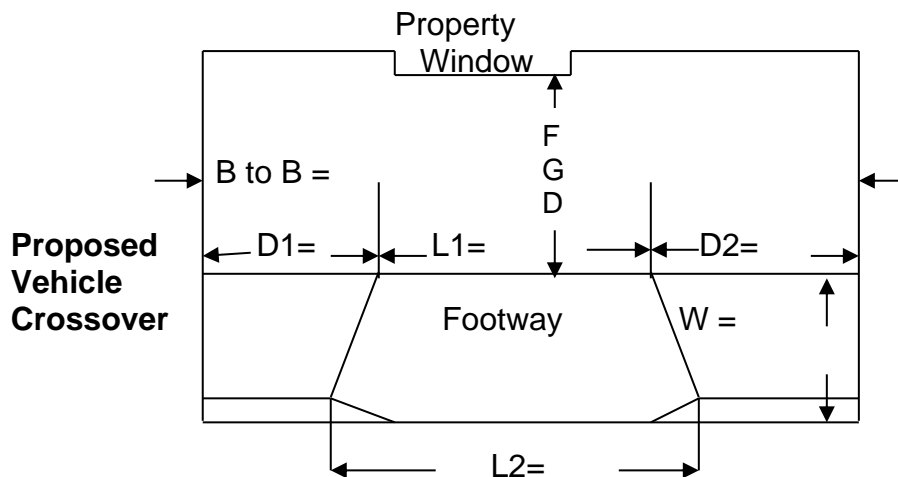 Property
Window
F
G
D
B to B =
Proposed
Vehicle
Crossover
D1=
L1=
D2=
Footway
W =
L2=